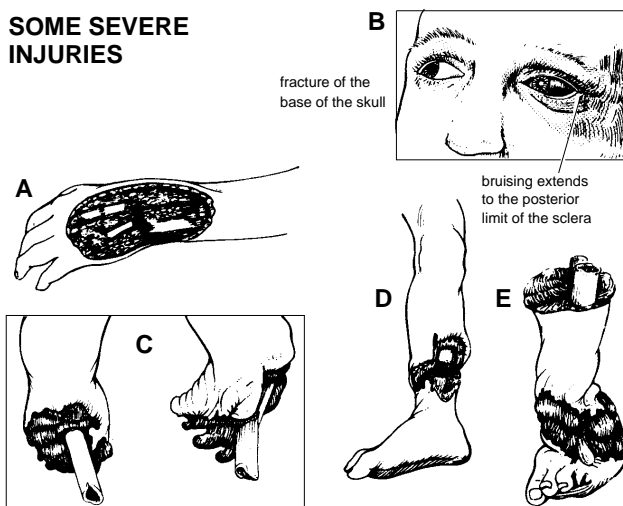 SOME SEVERE
INJURIES
B
fracture of the
base of the skull
bruising extends
to the posterior
limit of the sclera
A
D
E
C